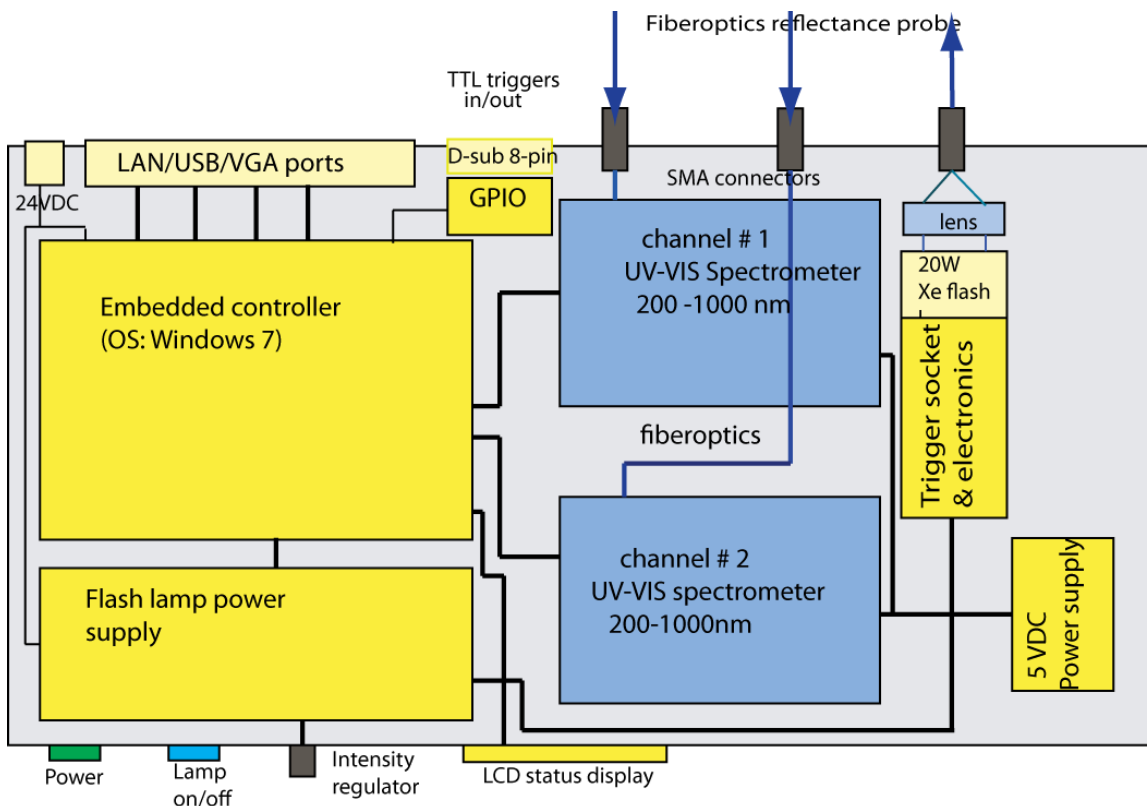 Fiberoptics reflectance probe
TTL triggers
in/out
LAN/USB/VGA ports
D-sub 8-pin
SMA connectors
24VDC
GPIO
lens
channel # 1
UV-VIS Spectrometer
200 -1000 nm
20W
Xe flash
Embedded controller
(OS: Windows 7)
Trigger socket
& electronics
fiberoptics
channel # 2
UV-VIS spectrometer
200-1000nm
Flash lamp power
supply
5 VDC
Power supply
Power
Lamp
on/off
Intensity
regulator
LCD status display